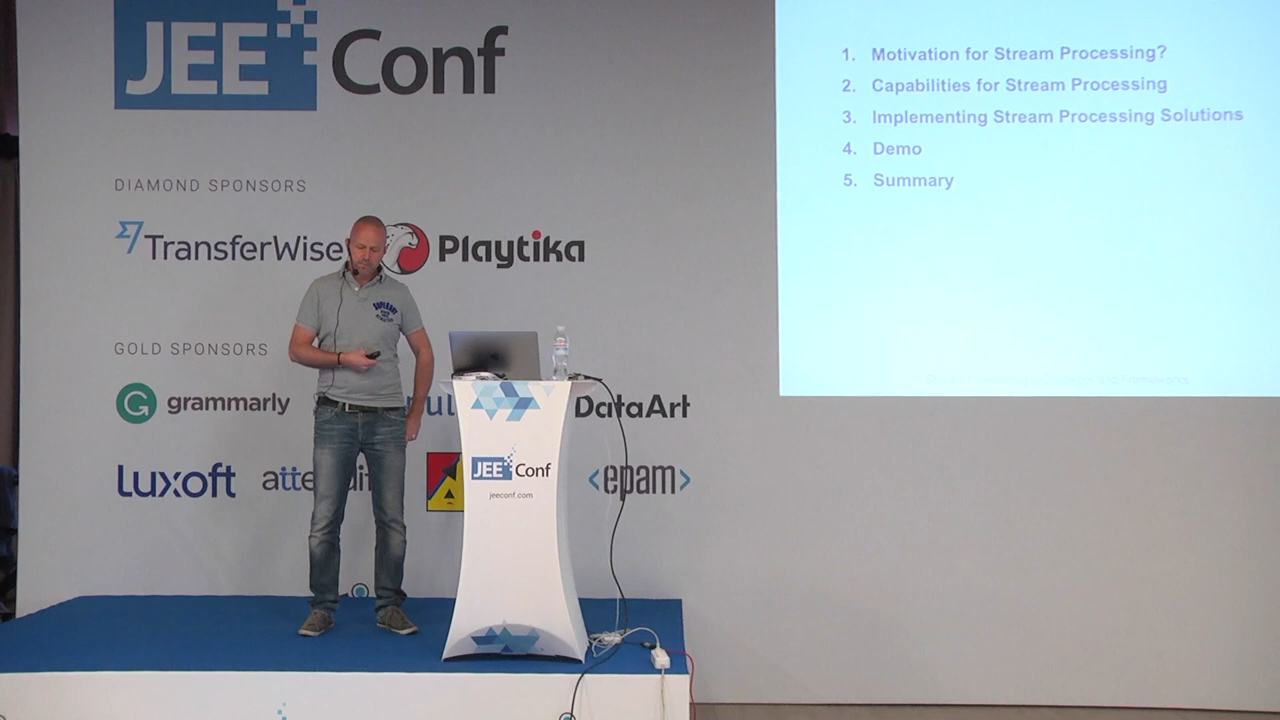 JEE Conf
DIAMOND SPONSORS
TransferWise
Playtika
GOLD SPONSORS
grammarly
DataArt
Luxoft
<epam>
SUPERDRY
JEE Conf
jeeconf.com
1. Motivation for Stream Processing?
2. Capabilities for Stream Processing
3. Implementing Stream Processing Solutions
4. Demo
5. Summary